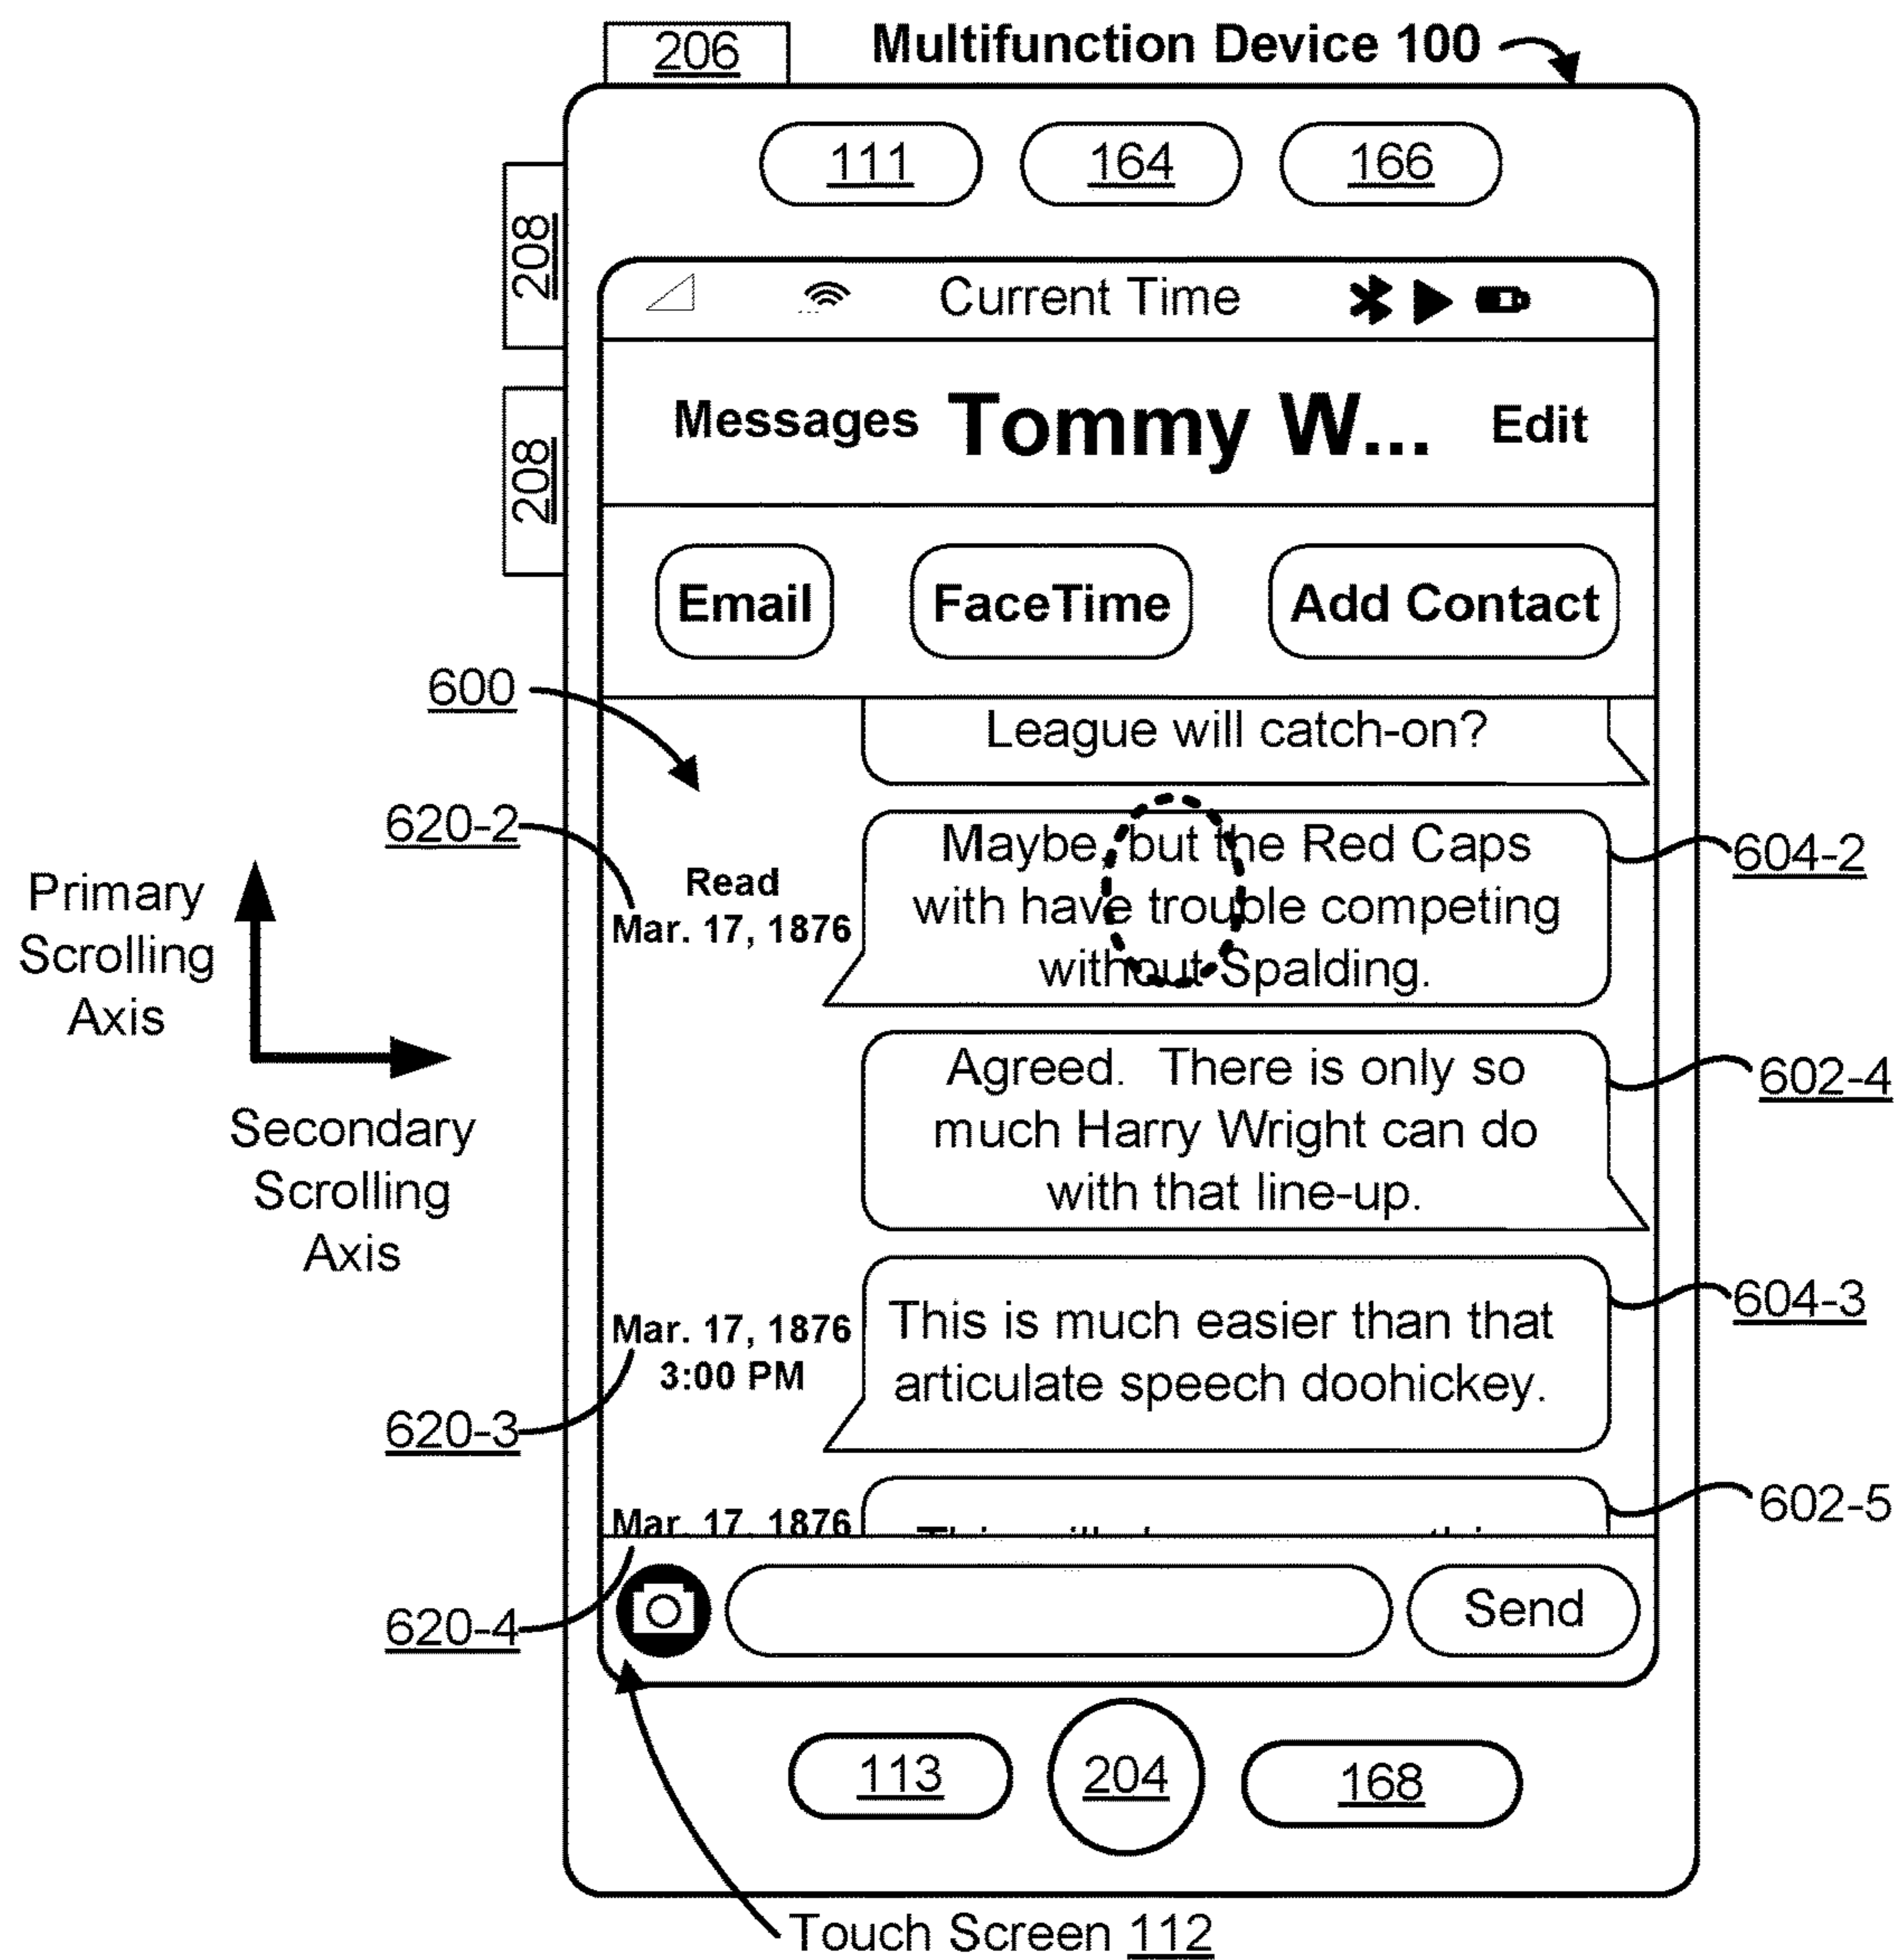 206
Multifunction Device 100
111
164
166
208
208
Current Time
Messages
Tommy W...
Edit
Email
FaceTime
Add Contact
600
League will catch-on?
620-2
Read
Mar. 17, 1876
Maybe, but the Red Caps
with have trouble competing
without Spalding.
604-2
Primary
Scrolling
Axis
Secondary
Scrolling
Axis
Agreed. There is only so
much Harry Wright can do
with that line-up.
602-4
Mar. 17, 1876
3:00 PM
This is much easier than that
articulate speech doohickey.
604-3
620-3
Mar. 17, 1876
602-5
620-4
Send
113
204
168
Touch Screen 112